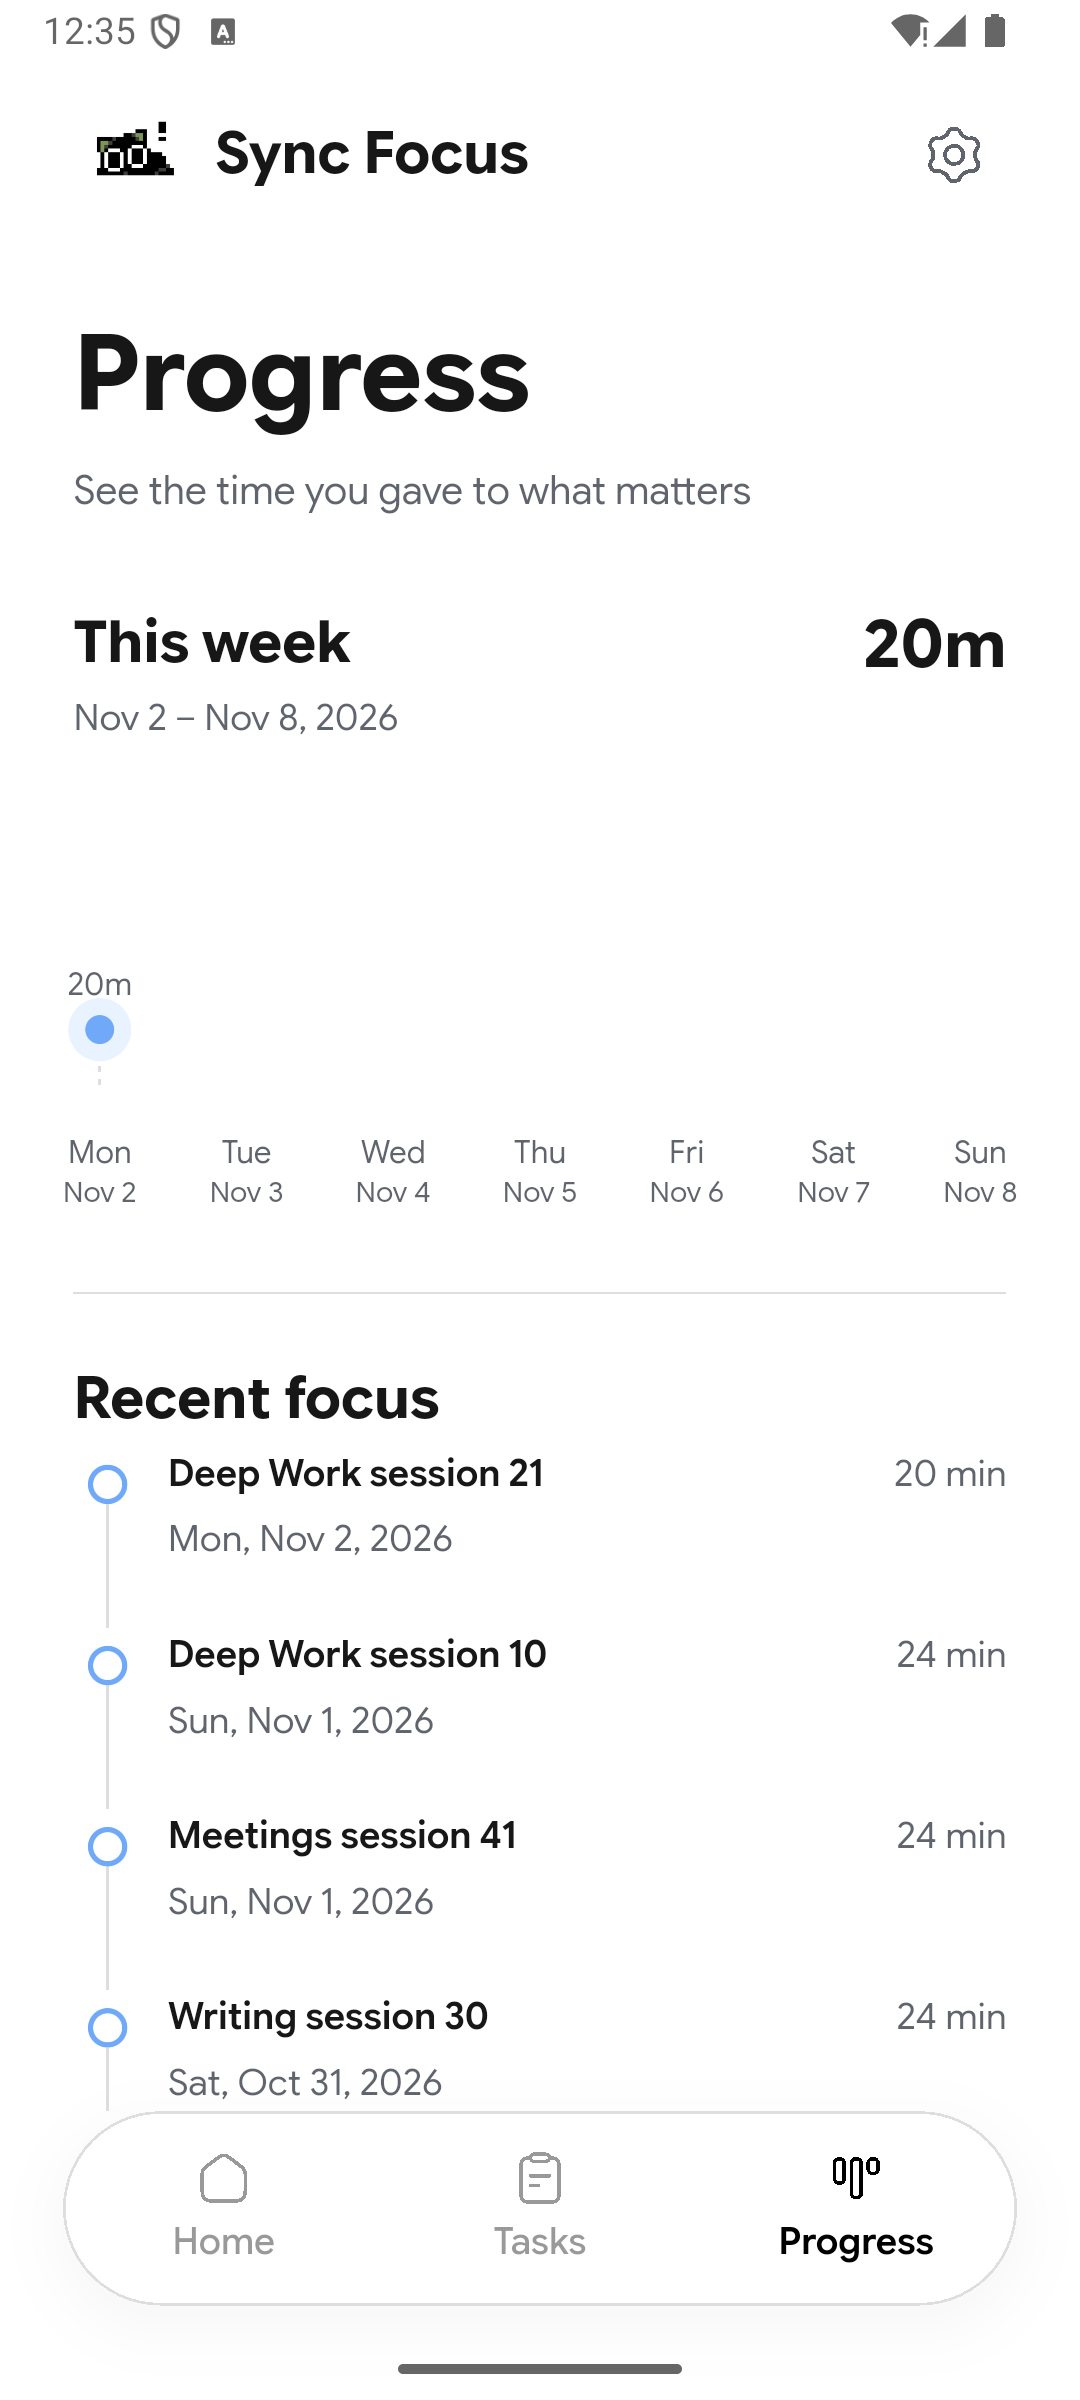 12:35
Sync Focus
Progress
See the time you gave to what matters
This week
20m
Nov 2 – Nov 8, 2026
20m
Mon Tue Wed Thu Fri Sat Sun
Nov 2 Nov 3 Nov 4 Nov 5 Nov 6 Nov 7 Nov 8
Recent focus
Deep Work session 21 20 min
Mon, Nov 2, 2026
Deep Work session 10 24 min
Sun, Nov 1, 2026
Meetings session 41 24 min
Sun, Nov 1, 2026
Writing session 30 24 min
Sat, Oct 31, 2026
Home Tasks Progress